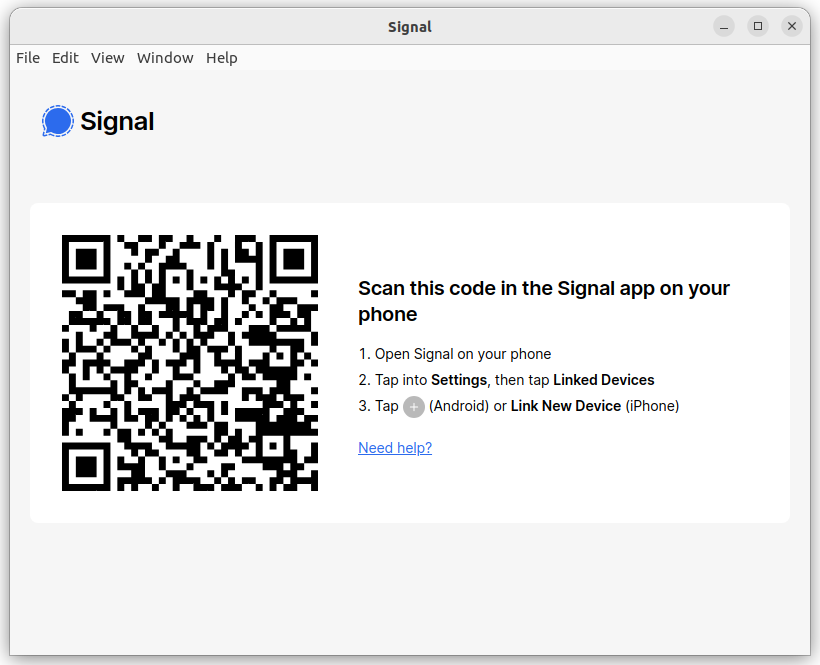 Signal
File Edit View Window Help
Signal
Scan this code in the Signal app on your
phone
1. Open Signal on your phone
2. Tap into Settings, then tap Linked Devices
3. Tap + (Android) or Link New Device (iPhone)
Need help?